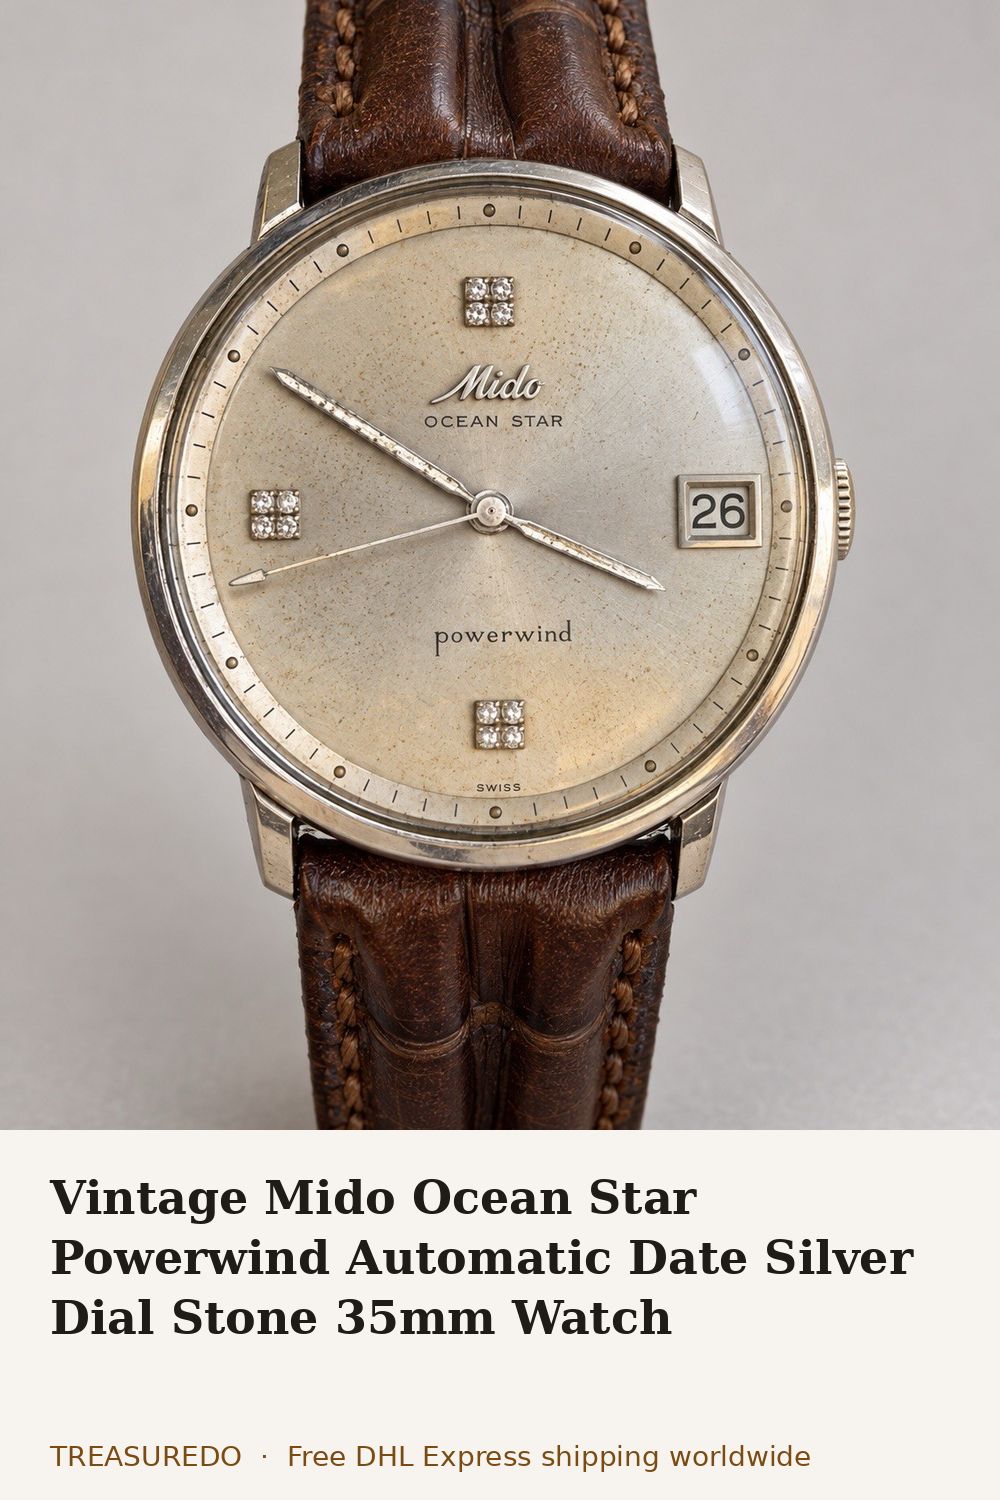 Mido
OCEAN STAR
26
powerwind
SWISS
Vintage Mido Ocean Star
Powerwind Automatic Date Silver
Dial Stone 35mm Watch
TREASUREDO · Free DHL Express shipping worldwide